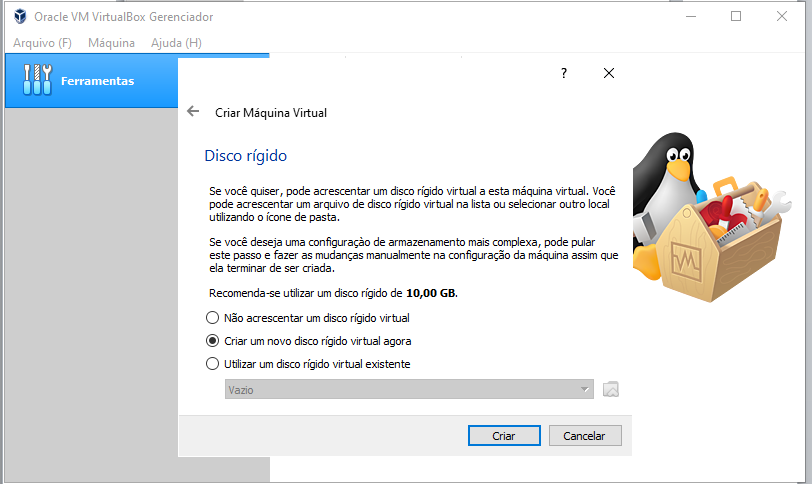 Oracle VM VirtualBox Gerenciador
Arquivo (F) Máquina Ajuda (H)
Ferramentas
?
Criar Máquina Virtual
Disco rígido
Se você quiser, pode acrescentar um disco rígido virtual a esta máquina virtual. Você
pode acrescentar um arquivo de disco rígido virtual na lista ou selecionar outro local
utilizando o ícone de pasta.
Se você deseja uma configuraçào de armazenamento mais complexa, pode pular
este passo e fazer as mudanças manualmente na configuração da máquina assim que
ela terminar de ser criada.
Recomenda-se utilizar um disco rígido de 10,00 GB.
Não acrescentar um disco rígido virtual
Criar um novo disco rígido virtual agora
Utilizar um disco rígido virtual existente
Vazio
Criar Cancelar